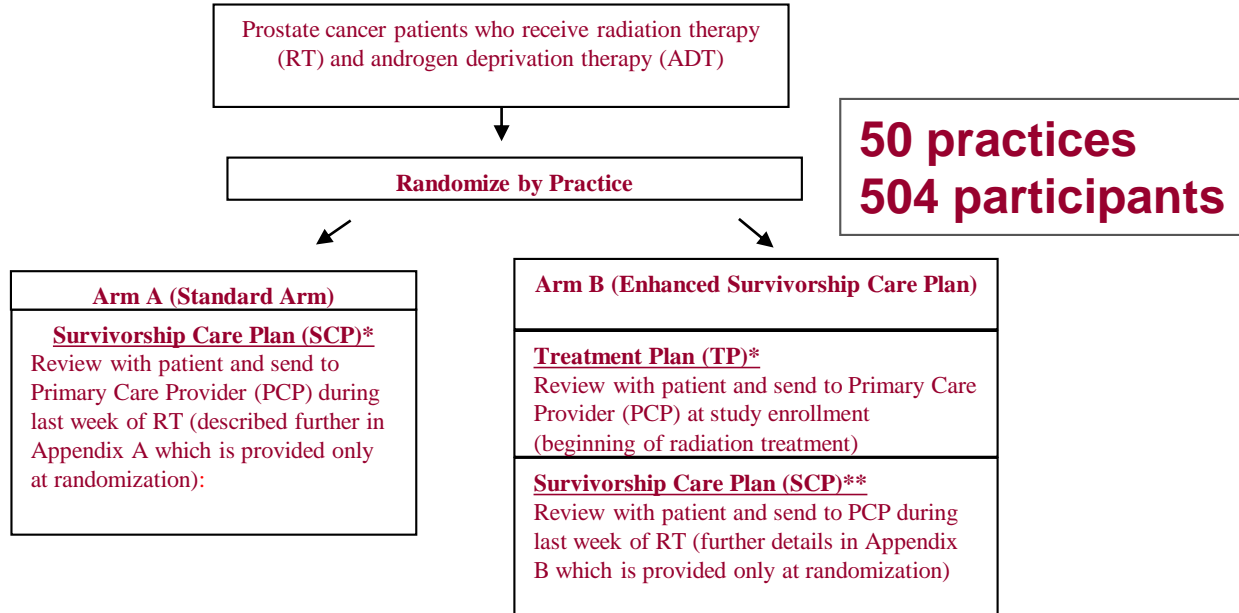 Prostate cancer patients who receive radiation therapy
(RT) and androgen deprivation therapy (ADT)
50 practices
504 participants
Randomize by Practice
Arm A (Standard Arm)
Survivorship Care Plan (SCP)*
Review with patient and send to
Primary Care Provider (PCP) during
last week of RT (described further in
Appendix A which is provided only
at randomization):
Arm B (Enhanced Survivorship Care Plan)
Treatment Plan (TP)*
Review with patient and send to Primary Care
Provider (PCP) at study enrollment
(beginning of radiation treatment)
Survivorship Care Plan (SCP)**
Review with patient and send to PCP during
last week of RT (further details in Appendix
B which is provided only at randomization)